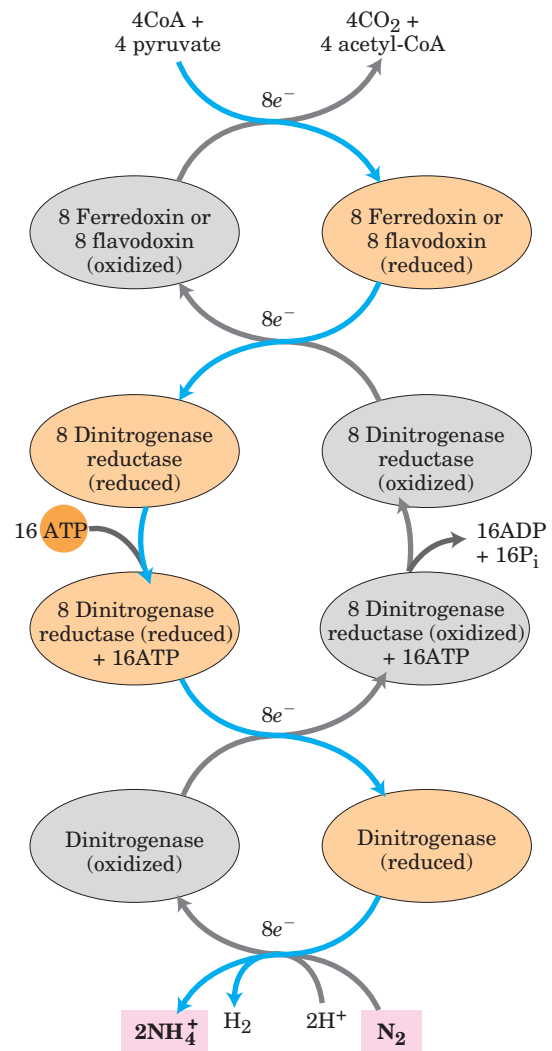 4CoA +
4 pyruvate
4CO₂ +
4 acetyl-CoA
8e⁻
8 Ferredoxin or
8 flavodoxin
(oxidized)
8 Ferredoxin or
8 flavodoxin
(reduced)
8e⁻
8 Dinitrogenase
reductase
(reduced)
8 Dinitrogenase
reductase
(oxidized)
16 ATP
16ADP
+ 16Pᵢ
8 Dinitrogenase
reductase (reduced)
+ 16ATP
8 Dinitrogenase
reductase (oxidized)
+ 16ATP
8e⁻
Dinitrogenase
(oxidized)
Dinitrogenase
(reduced)
8e⁻
2NH₄⁺
H₂
2H⁺
N₂